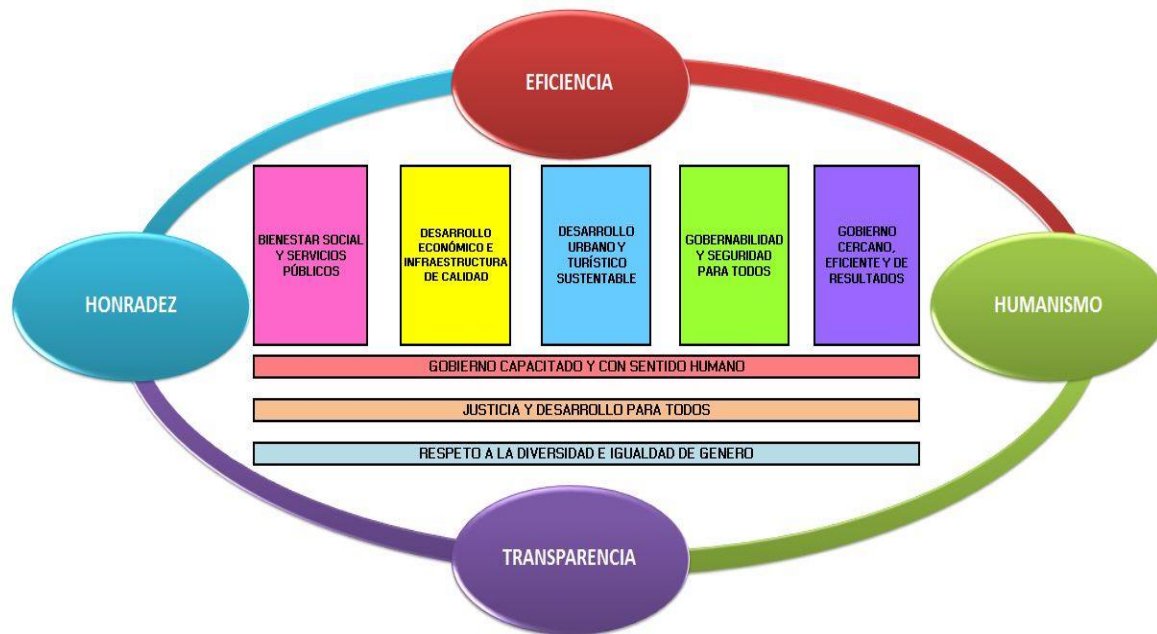 EFICIENCIA
HONRADEZ
BIENESTAR SOCIAL
Y SERVICIOS
PÚBLICOS
DESARROLLO
ECONÓMICO E
INFRAESTRUCTURA
DE CALIDAD
DESARROLLO
URBANO Y
TURÍSTICO
SUSTENTABLE
GOBERNABILIDAD
Y SEGURIDAD
PARA TODOS
GOBIERNO
CERCANO,
EFICIENTE Y DE
RESULTADOS
HUMANISMO
GOBIERNO CAPACITADO Y CON SENTIDO HUMANO
JUSTICIA Y DESARROLLO PARA TODOS
RESPETO A LA DIVERSIDAD E IGUALDAD DE GENERO
TRANSPARENCIA